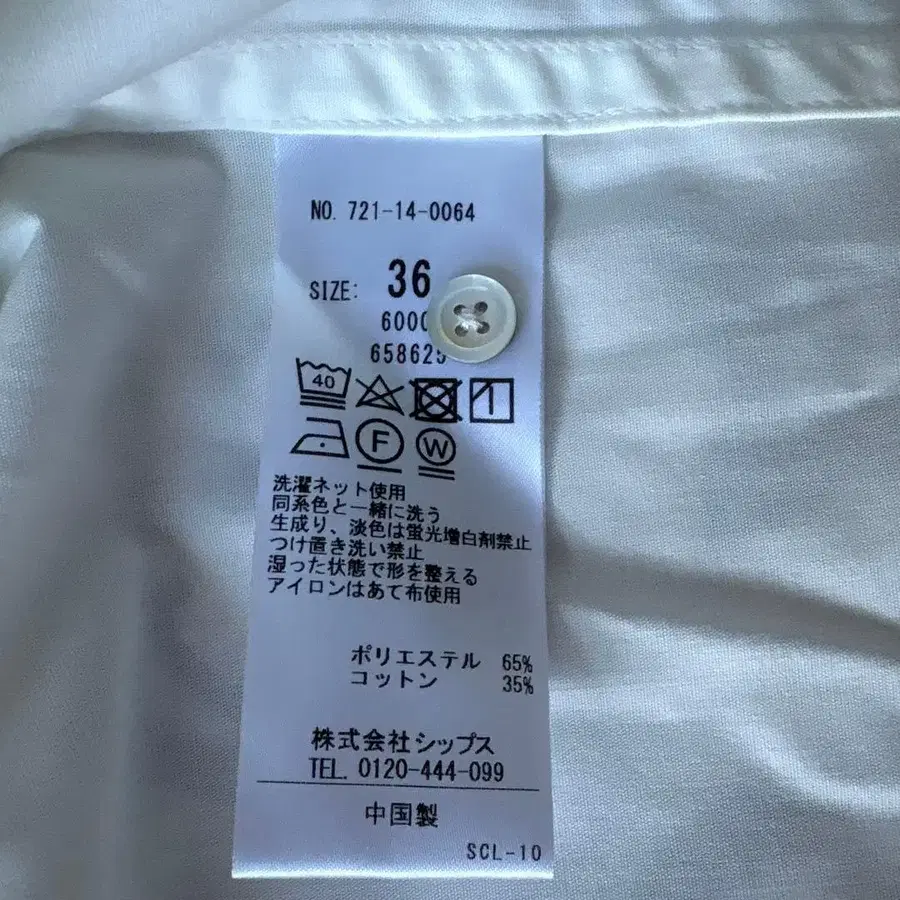 NO. 721-14-0064
SIZE: 36
600
65862
40
F
W
洗濯ネット使用
同系色と一緒に洗う
生成り、淡色は蛍光増白剤禁止
つけ置き洗い禁止
湿った状態で形を整える
アイロンはあて布使用
ポリエステル 65%
コットン 35%
株式会社シップス
TEL. 0120-444-099
中国製
SCL-10